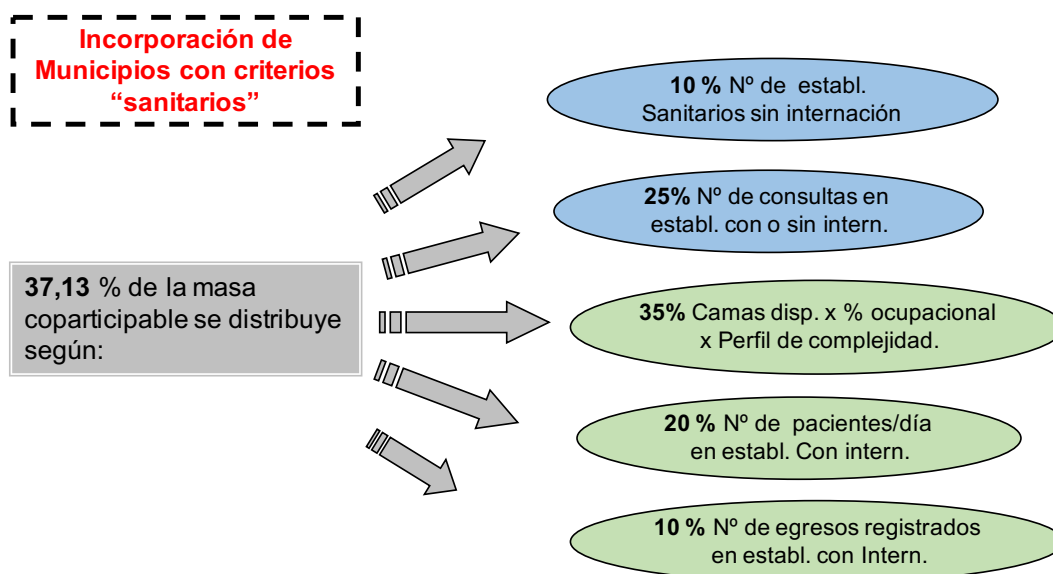 Incorporación de
Municipios con criterios
“sanitarios”
10 % Nº de establ.
Sanitarios sin internación
25% Nº de consultas en
establ. con o sin intern.
37,13 % de la masa
coparticipable se distribuye
según:
35% Camas disp. x % ocupacional
x Perfil de complejidad.
20 % Nº de pacientes/día
en establ. Con intern.
10 % Nº de egresos registrados
en establ. con Intern.